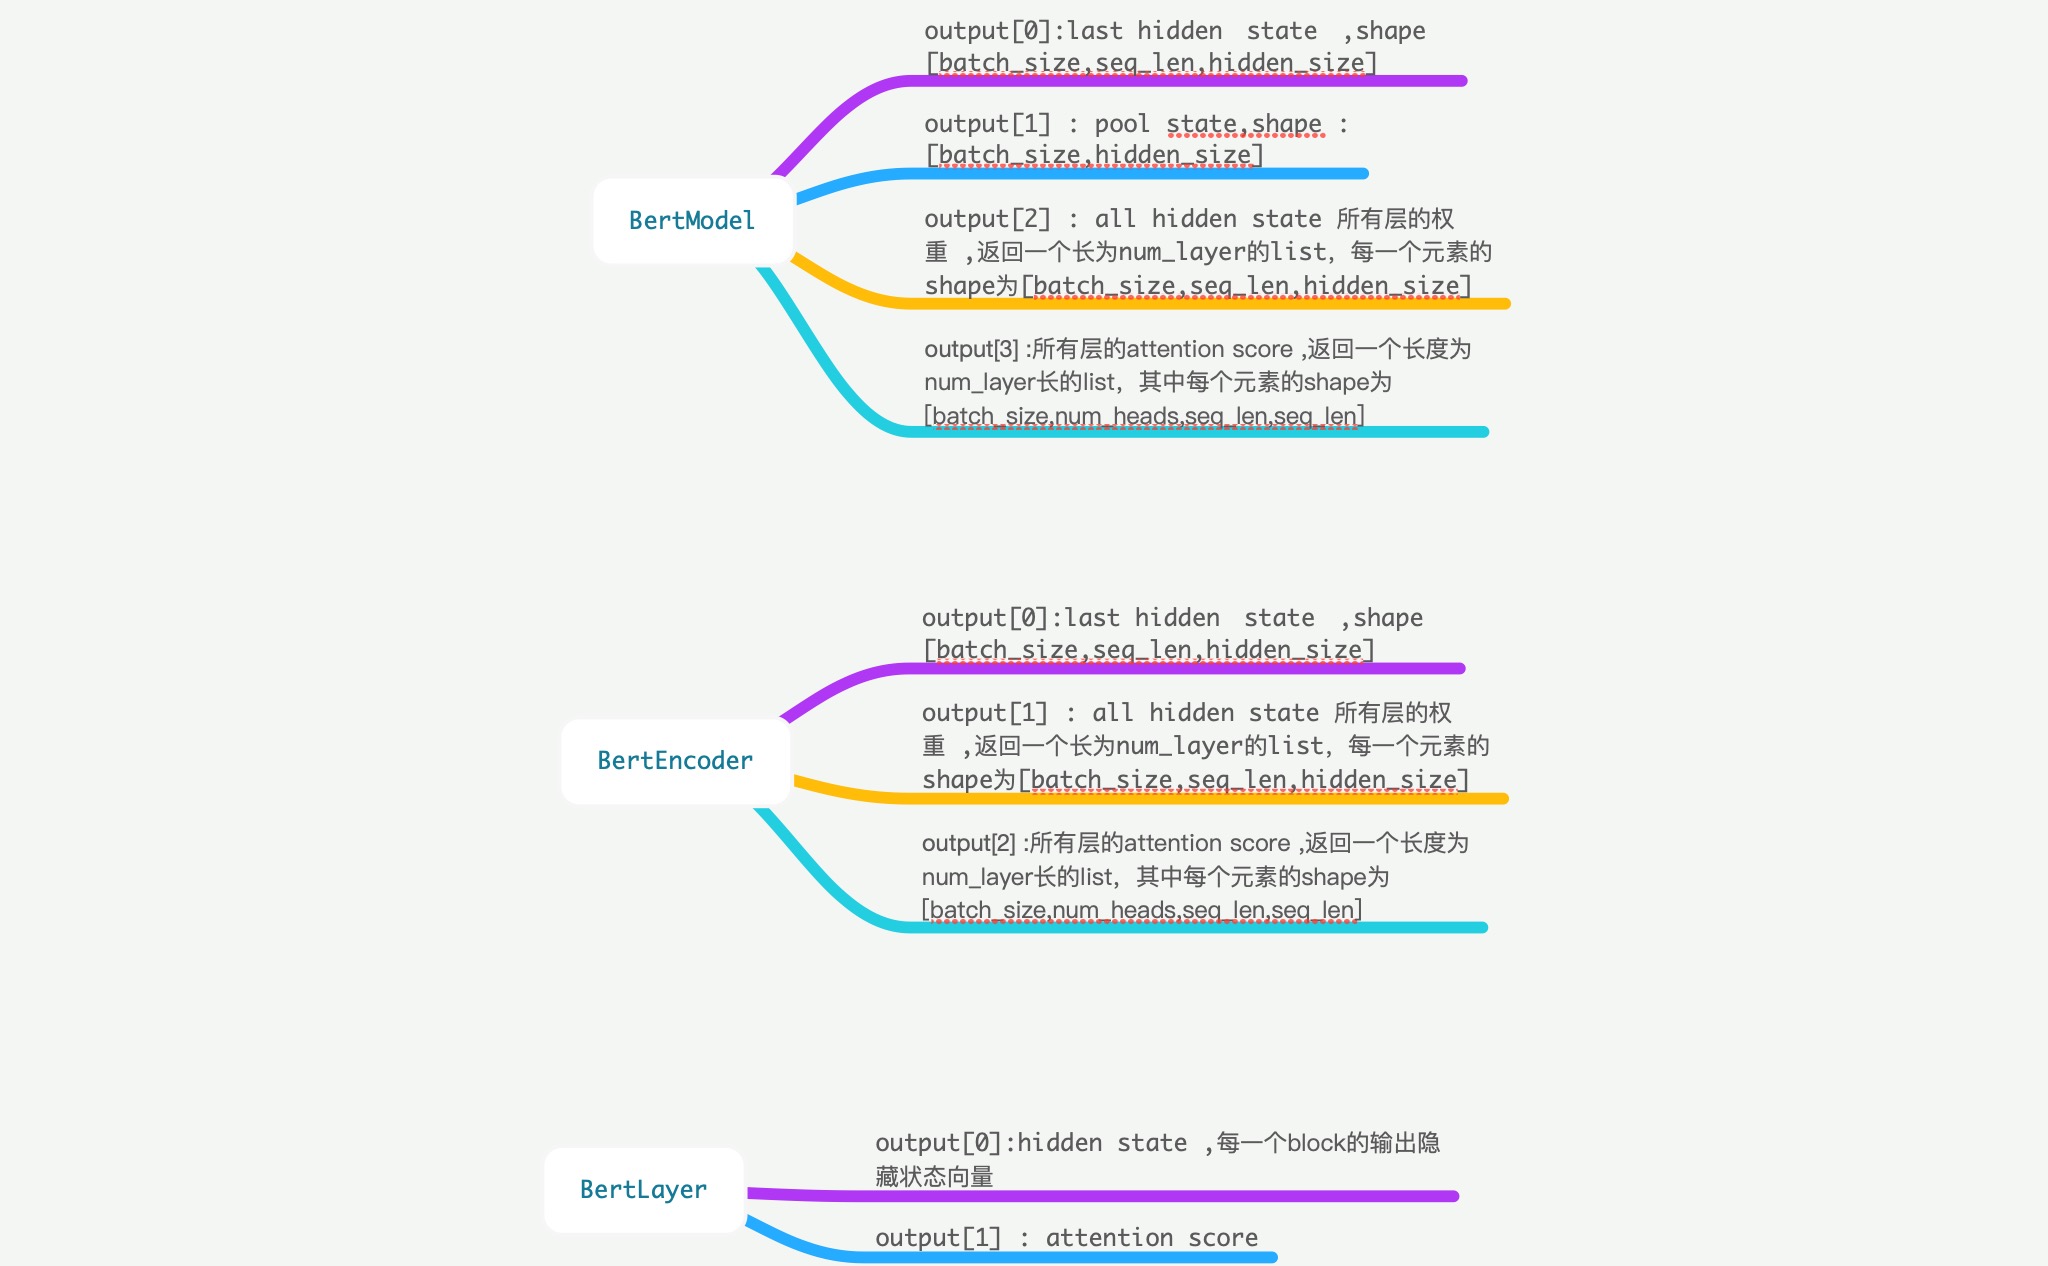 output[0]:last hidden state ,shape
[batch_size,seq_len,hidden_size]
output[1] : pool state,shape :
[batch_size,hidden_size]
BertModel
output[2] : all hidden state 所有层的权
重 ,返回一个长为num_layer的list，每一个元素的
shape为[batch_size,seq_len,hidden_size]
output[3] :所有层的attention score ,返回一个长度为
num_layer长的list，其中每个元素的shape为
[batch_size,num_heads,seq_len,seq_len]
output[0]:last hidden state ,shape
[batch_size,seq_len,hidden_size]
output[1] : all hidden state 所有层的权
重 ,返回一个长为num_layer的list，每一个元素的
shape为[batch_size,seq_len,hidden_size]
BertEncoder
output[2] :所有层的attention score ,返回一个长度为
num_layer长的list，其中每个元素的shape为
[batch_size,num_heads,seq_len,seq_len]
output[0]:hidden state ,每一个block的输出隐
藏状态向量
BertLayer
output[1] : attention score